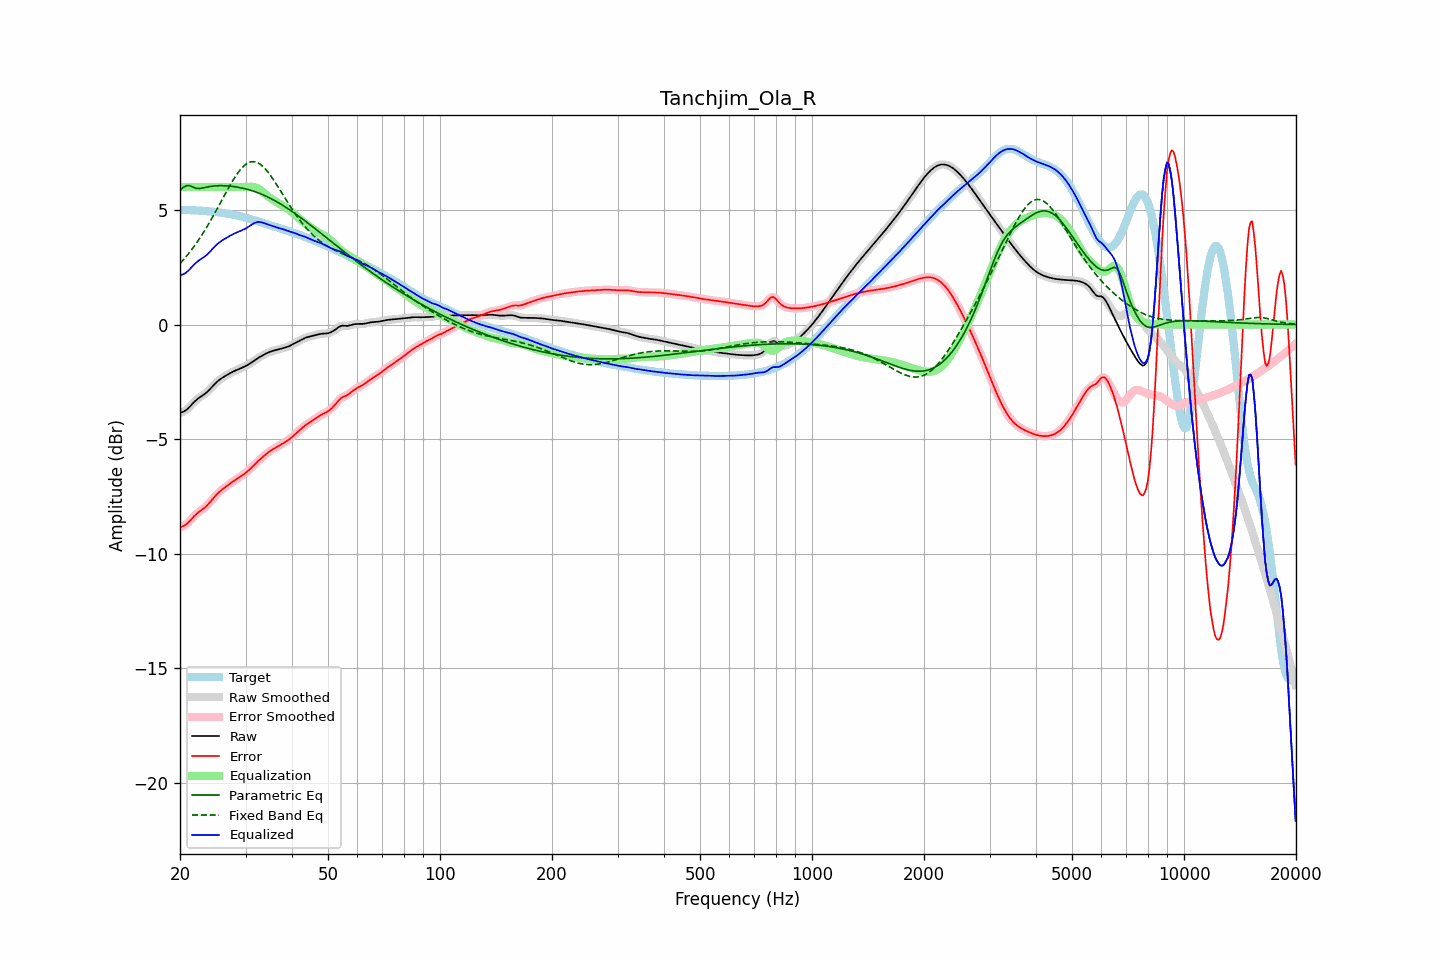 Tanchjim_Ola_R
Amplitude (dBr)
5
0
−5
−10
−15
−20
Target
Raw Smoothed
Error Smoothed
Raw
Error
Equalization
Parametric Eq
Fixed Band Eq
Equalized
20 50 100 200 500 1000 2000 5000 10000 20000
Frequency (Hz)